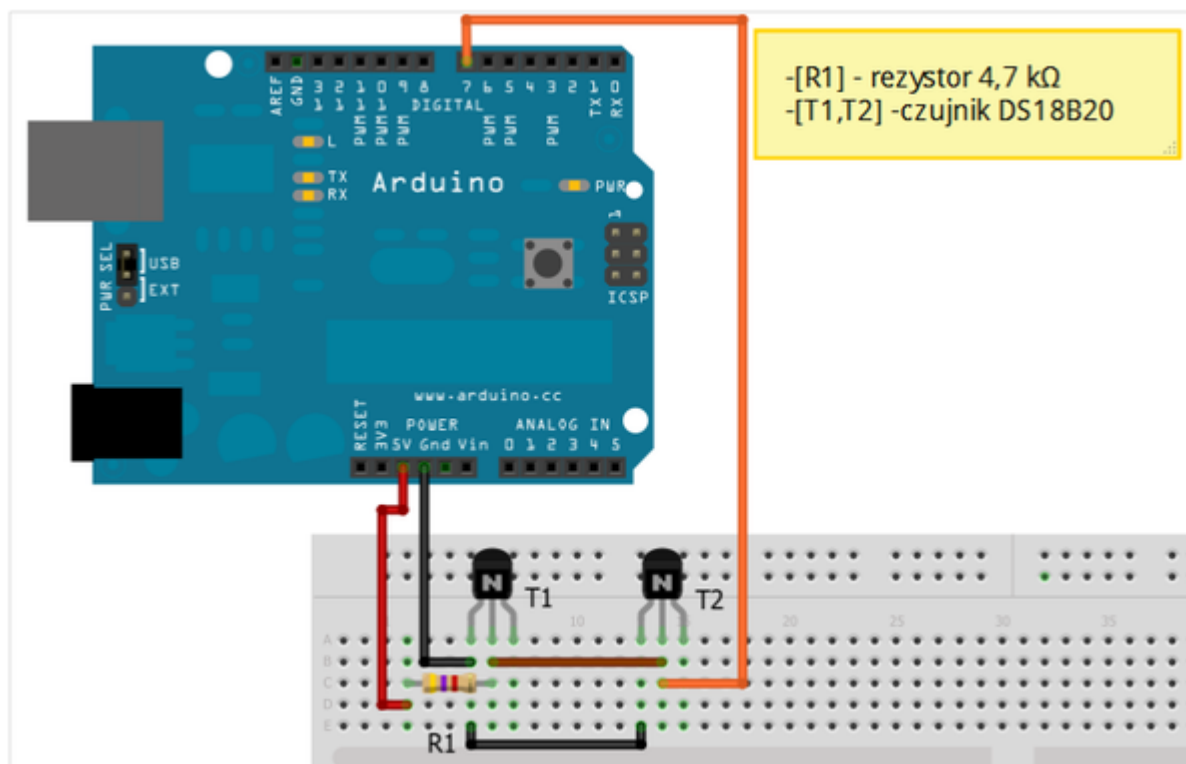 -[R1] - rezystor 4,7 kΩ
-[T1,T2] -czujnik DS18B20
AREF
GND
13
12
PWM 11
PWM 10
PWM 9
8
7
PWM 6
PWM 5
4
PWM 3
2
TX 1
RX 0
DIGITAL
L
TX
RX
Arduino
PWR
1
ICSP
PWR SEL
USB
EXT
www.arduino.cc
RESET
3V3
5V Gnd Vin
POWER
ANALOG IN
0 1 2 3 4 5
N
T1
N
T2
10
15
20
25
30
35
A
B
C
D
E
R1